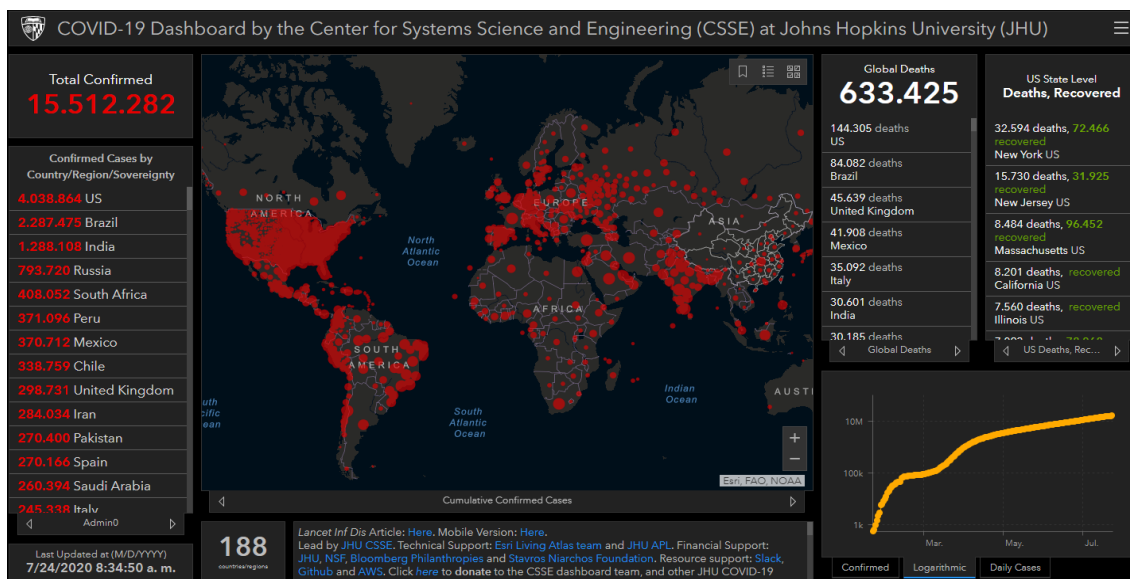 COVID-19 Dashboard by the Center for Systems Science and Engineering (CSSE) at Johns Hopkins University (JHU)
Total Confirmed
15.512.282
Confirmed Cases by
Country/Region/Sovereignty
4.038.864 US
2.287.475 Brazil
1.288.108 India
793.720 Russia
408.052 South Africa
371.096 Peru
370.712 Mexico
338.759 Chile
298.731 United Kingdom
284.034 Iran
270.400 Pakistan
270.166 Spain
260.394 Saudi Arabia
245.338 Italy
Admin0
Last Updated at (M/D/YYYY)
7/24/2020 8:34:50 a. m.
NORTH
AMERICA
EUROPE
ASIA
North
Atlantic
Ocean
AFRICA
SOUTH
AMERICA
Indian
Ocean
AUST
uth
cific
ean
South
Atlantic
Ocean
+
−
Esri, FAO, NOAA
Cumulative Confirmed Cases
188
countries/regions
Lancet Inf Dis Article: Here. Mobile Version: Here.
Lead by JHU CSSE. Technical Support: Esri Living Atlas team and JHU APL. Financial Support:
JHU, NSF, Bloomberg Philanthropies and Stavros Niarchos Foundation. Resource support: Slack,
Github and AWS. Click here to donate to the CSSE dashboard team, and other JHU COVID-19
Global Deaths
633.425
144.305 deaths
US
84.082 deaths
Brazil
45.639 deaths
United Kingdom
41.908 deaths
Mexico
35.092 deaths
Italy
30.601 deaths
India
30.185 deaths
Global Deaths
US State Level
Deaths, Recovered
32.594 deaths, 72.466
recovered
New York US
15.730 deaths, 31.925
recovered
New Jersey US
8.484 deaths, 96.452
recovered
Massachusetts US
8.201 deaths, recovered
California US
7.560 deaths, recovered
Illinois US
US Deaths, Rec...
10M
100k
1k
Mar.
May.
Jul.
Confirmed
Logarithmic
Daily Cases